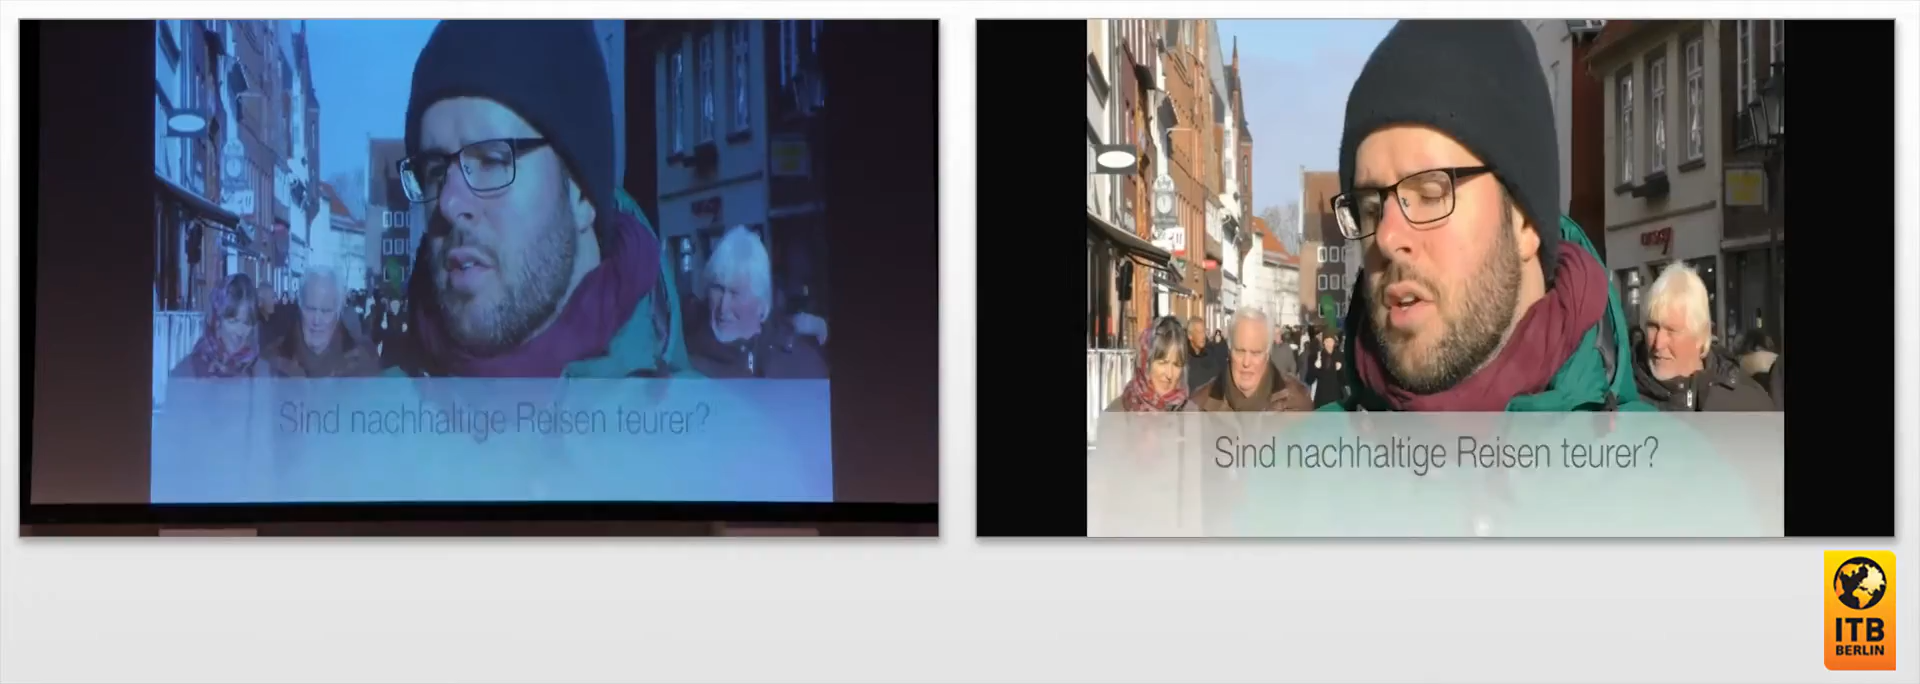 Sind nachhaltige Reisen teurer?
Sind nachhaltige Reisen teurer?
ITB
BERLIN